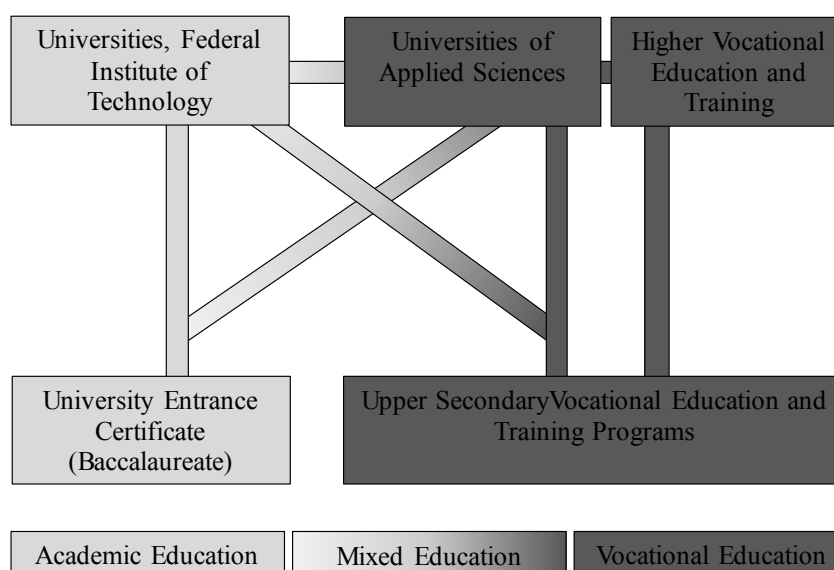 Universities, Federal
Institute of
Technology
Universities of
Applied Sciences
Higher Vocational
Education and
Training
University Entrance
Certificate
(Baccalaureate)
Upper SecondaryVocational Education and
Training Programs
Academic Education
Mixed Education
Vocational Education